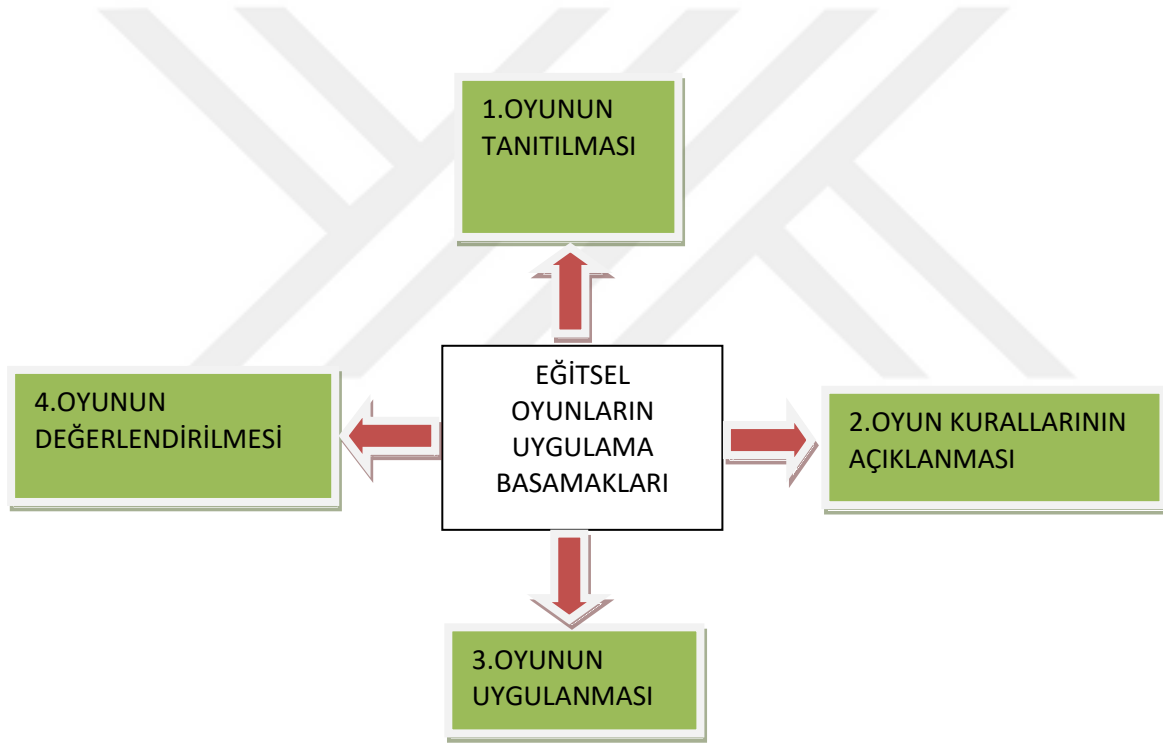 1.OYUNUN
TANITILMASI
EĞİTSEL
OYUNLARIN
UYGULAMA
BASAMAKLARI
4.OYUNUN
DEĞERLENDİRİLMESİ
2.OYUN KURALLARININ
AÇIKLANMASI
3.OYUNUN
UYGULANMASI